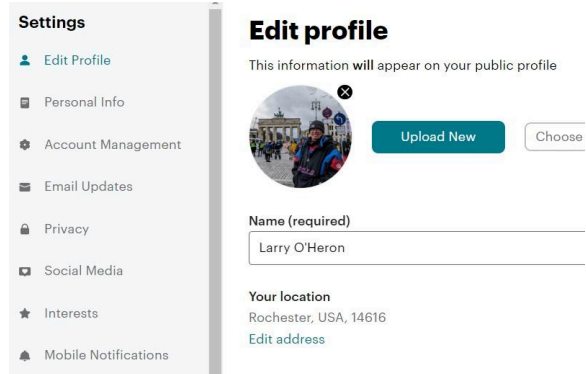 Settings
Edit Profile
Personal Info
Account Management
Email Updates
Privacy
Social Media
Interests
Mobile Notifications
Edit profile
This information will appear on your public profile
Upload New
Choose
Name (required)
Larry O'Heron
Your location
Rochester, USA, 14616
Edit address